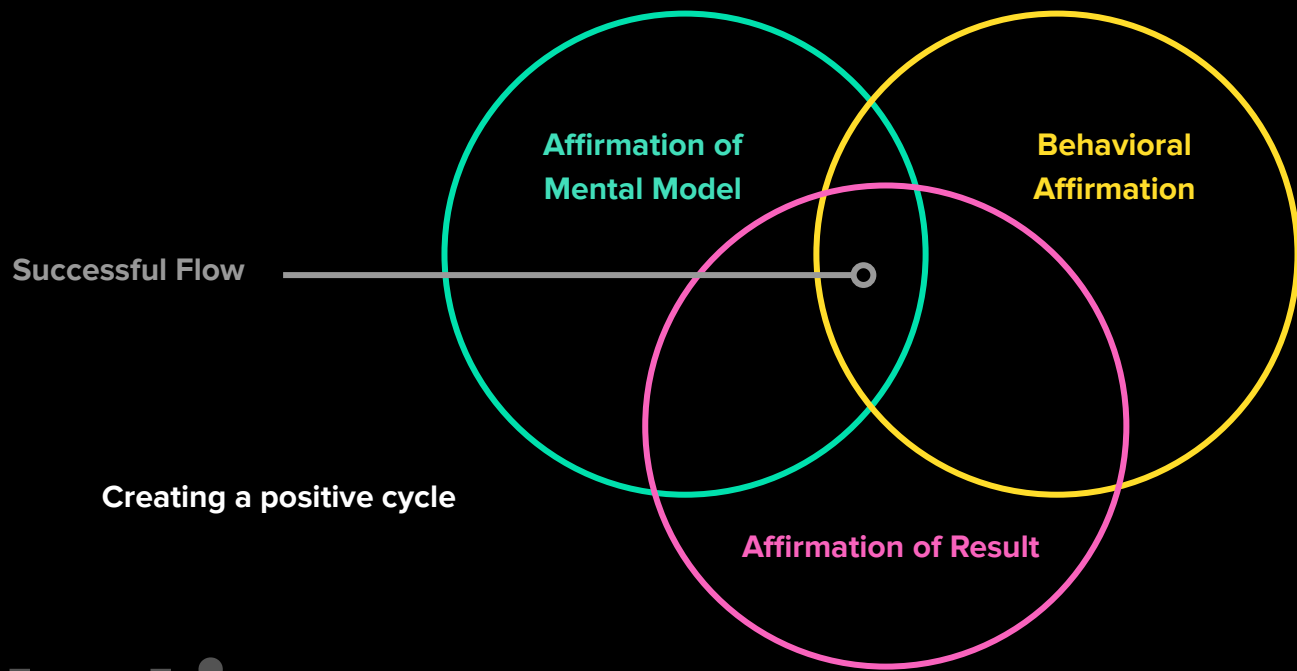 Affirmation of
Mental Model
Behavioral
Affirmation
Successful Flow
Creating a positive cycle
Affirmation of Result